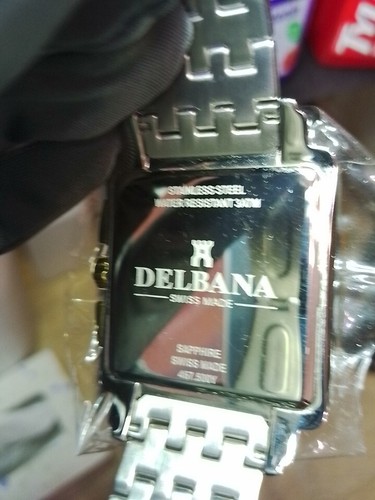 STAINLESS STEEL
WATER RESISTANT 3ATM
DELBANA
SWISS MADE
SAPPHIRE
SWISS MADE